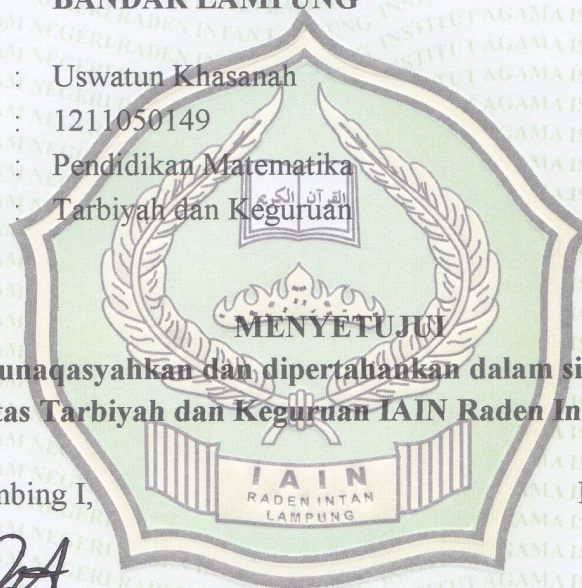 BANDAR LAMPUNG
: Uswatun Khasanah
: 1211050149
: Pendidikan Matematika
: Tarbiyah dan Keguruan
القرآن الكريم
MENYETUJUI
unaqasyahkan dan dipertahankan dalam si
tas Tarbiyah dan Keguruan IAIN Raden In
mbing I,
IAIN
RADEN INTAN
LAMPUNG